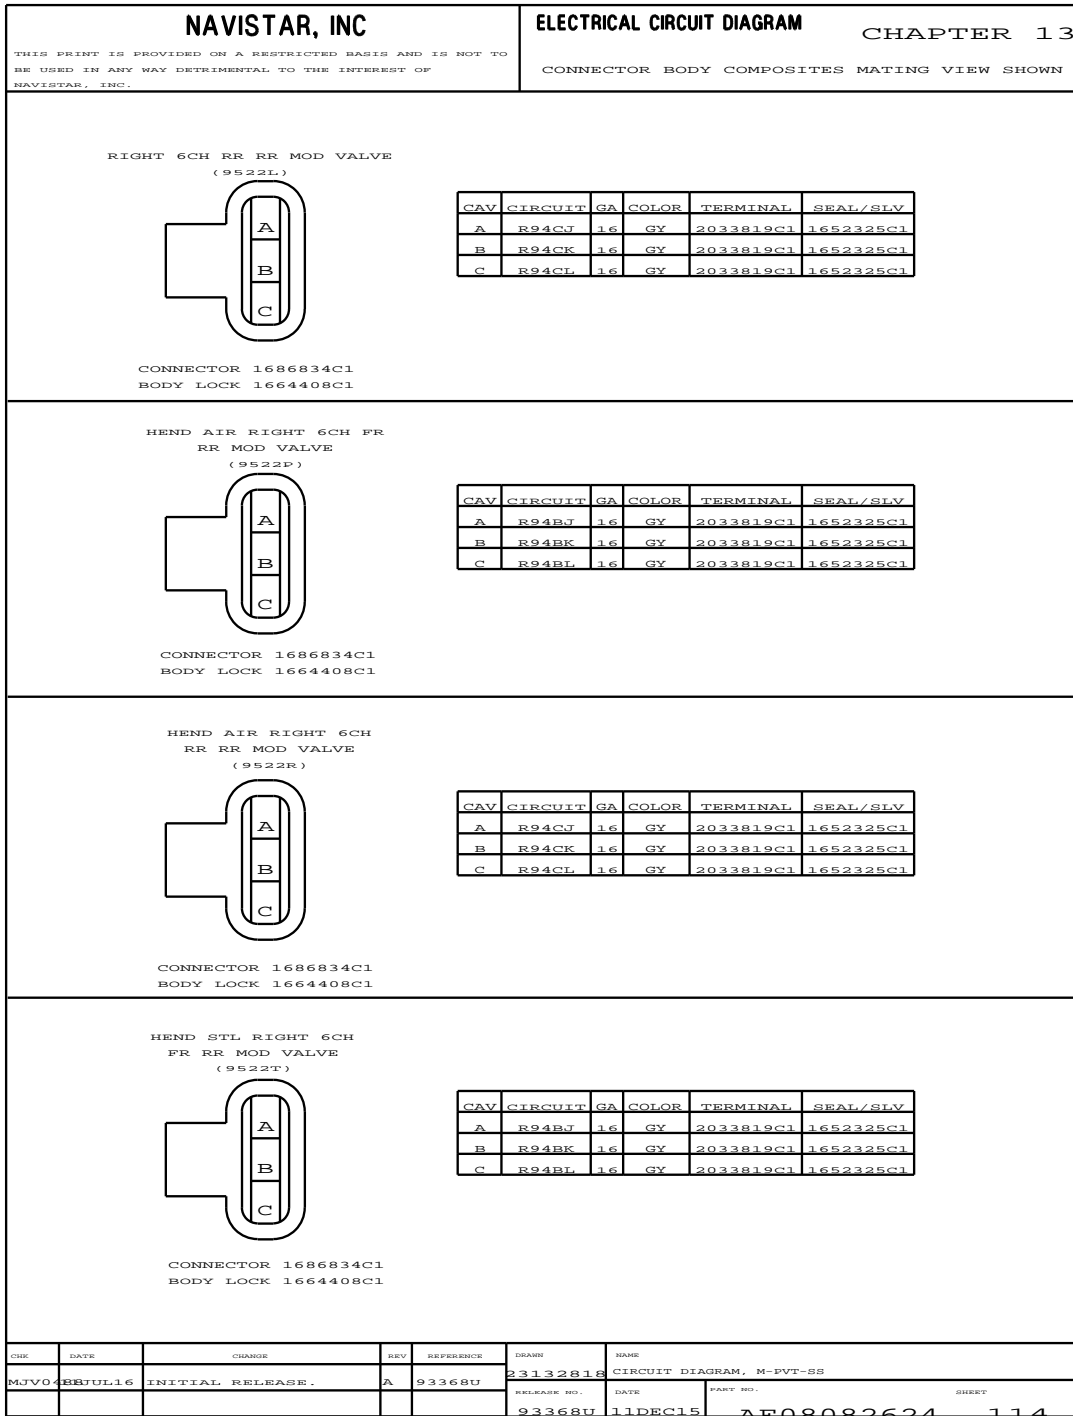 NAVISTAR, INC
THIS PRINT IS PROVIDED ON A RESTRICTED BASIS AND IS NOT TO
BE USED IN ANY WAY DETRIMENTAL TO THE INTEREST OF
NAVISTAR, INC.
ELECTRICAL CIRCUIT DIAGRAM
CHAPTER 13
CONNECTOR BODY COMPOSITES MATING VIEW SHOWN
RIGHT 6CH RR RR MOD VALVE
(9522L)
A
B
C
CONNECTOR 1686834C1
BODY LOCK 1664408C1
CAV CIRCUIT GA COLOR TERMINAL SEAL/SLV
A R94CJ 16 GY 2033819C1 1652325C1
B R94CK 16 GY 2033819C1 1652325C1
C R94CL 16 GY 2033819C1 1652325C1
HEND AIR RIGHT 6CH FR
RR MOD VALVE
(9522P)
A
B
C
CONNECTOR 1686834C1
BODY LOCK 1664408C1
CAV CIRCUIT GA COLOR TERMINAL SEAL/SLV
A R94BJ 16 GY 2033819C1 1652325C1
B R94BK 16 GY 2033819C1 1652325C1
C R94BL 16 GY 2033819C1 1652325C1
HEND AIR RIGHT 6CH
RR RR MOD VALVE
(9522R)
A
B
C
CONNECTOR 1686834C1
BODY LOCK 1664408C1
CAV CIRCUIT GA COLOR TERMINAL SEAL/SLV
A R94CJ 16 GY 2033819C1 1652325C1
B R94CK 16 GY 2033819C1 1652325C1
C R94CL 16 GY 2033819C1 1652325C1
HEND STL RIGHT 6CH
FR RR MOD VALVE
(9522T)
A
B
C
CONNECTOR 1686834C1
BODY LOCK 1664408C1
CAV CIRCUIT GA COLOR TERMINAL SEAL/SLV
A R94BJ 16 GY 2033819C1 1652325C1
B R94BK 16 GY 2033819C1 1652325C1
C R94BL 16 GY 2033819C1 1652325C1
CHK DATE CHANGE REV REFERENCE
INITIAL RELEASE. A 93368U
DRAWN
23132818
NAME
CIRCUIT DIAGRAM, M-PVT-SS
RELEASE NO.
93368U
DATE
11DEC15
PART NO.
AF08082624
SHEET
114